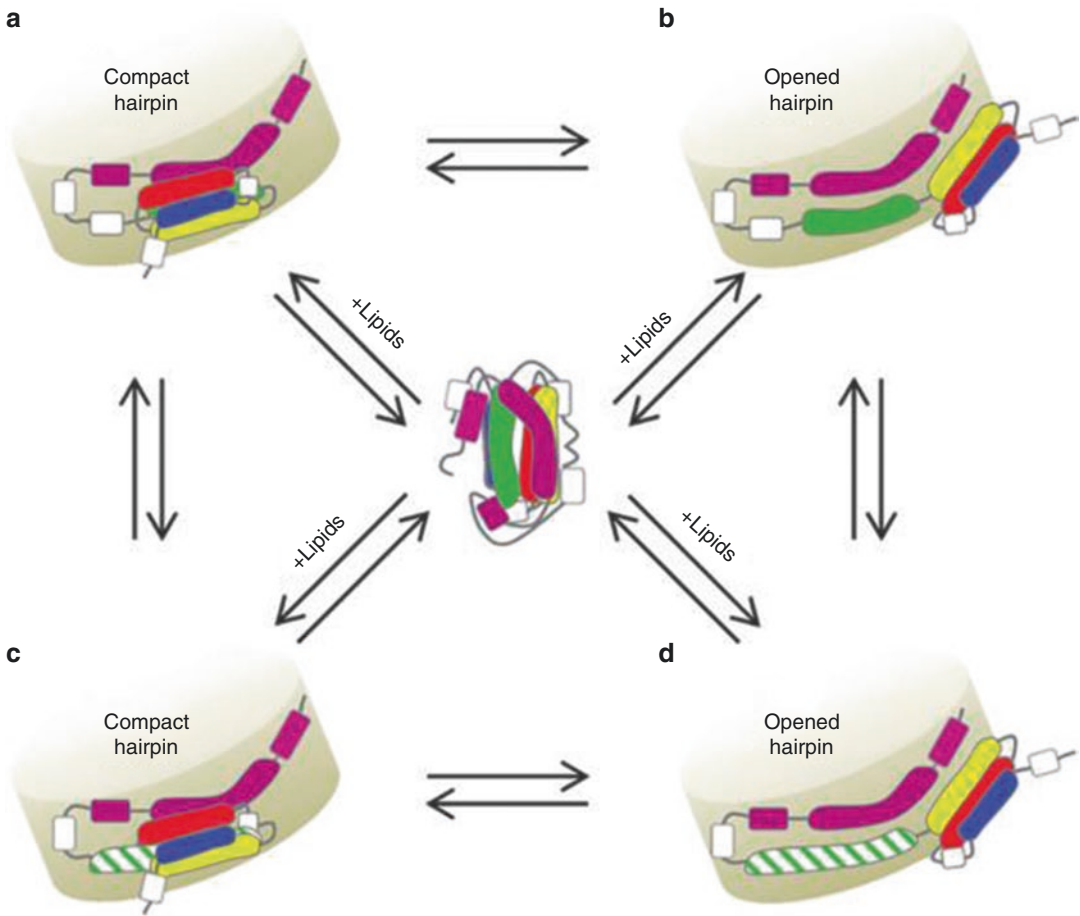 a
b
Compact
hairpin
Opened
hairpin
+Lipids
+Lipids
+Lipids
+Lipids
c
d
Compact
hairpin
Opened
hairpin